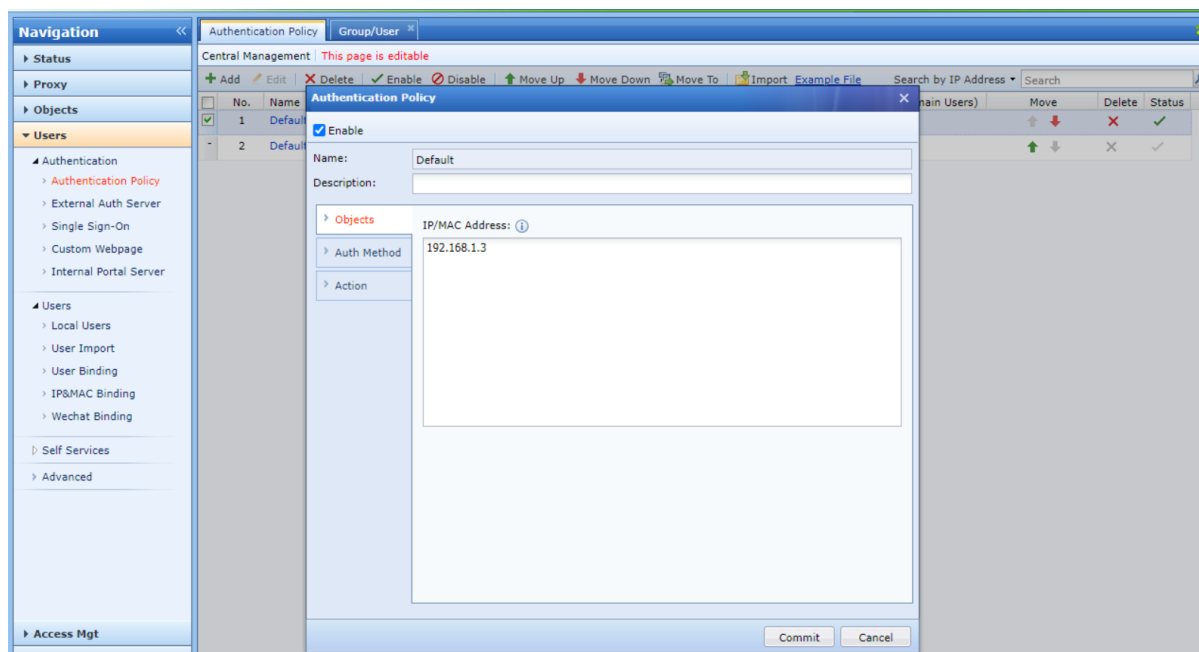 Navigation
Status
Proxy
Objects
Users
Authentication
Authentication Policy
External Auth Server
Single Sign-On
Custom Webpage
Internal Portal Server
Users
Local Users
User Import
User Binding
IP&MAC Binding
Wechat Binding
Self Services
Advanced
Access Mgt
Authentication Policy Group/User
Central Management This page is editable
Add Edit Delete Enable Disable Move Up Move Down Move To Import Example File Search by IP Address Search
No. Name main Users) Move Delete Status
1 Default
2 Default
Authentication Policy
Enable
Name: Default
Description:
Objects
Auth Method
Action
IP/MAC Address:
192.168.1.3
Commit Cancel